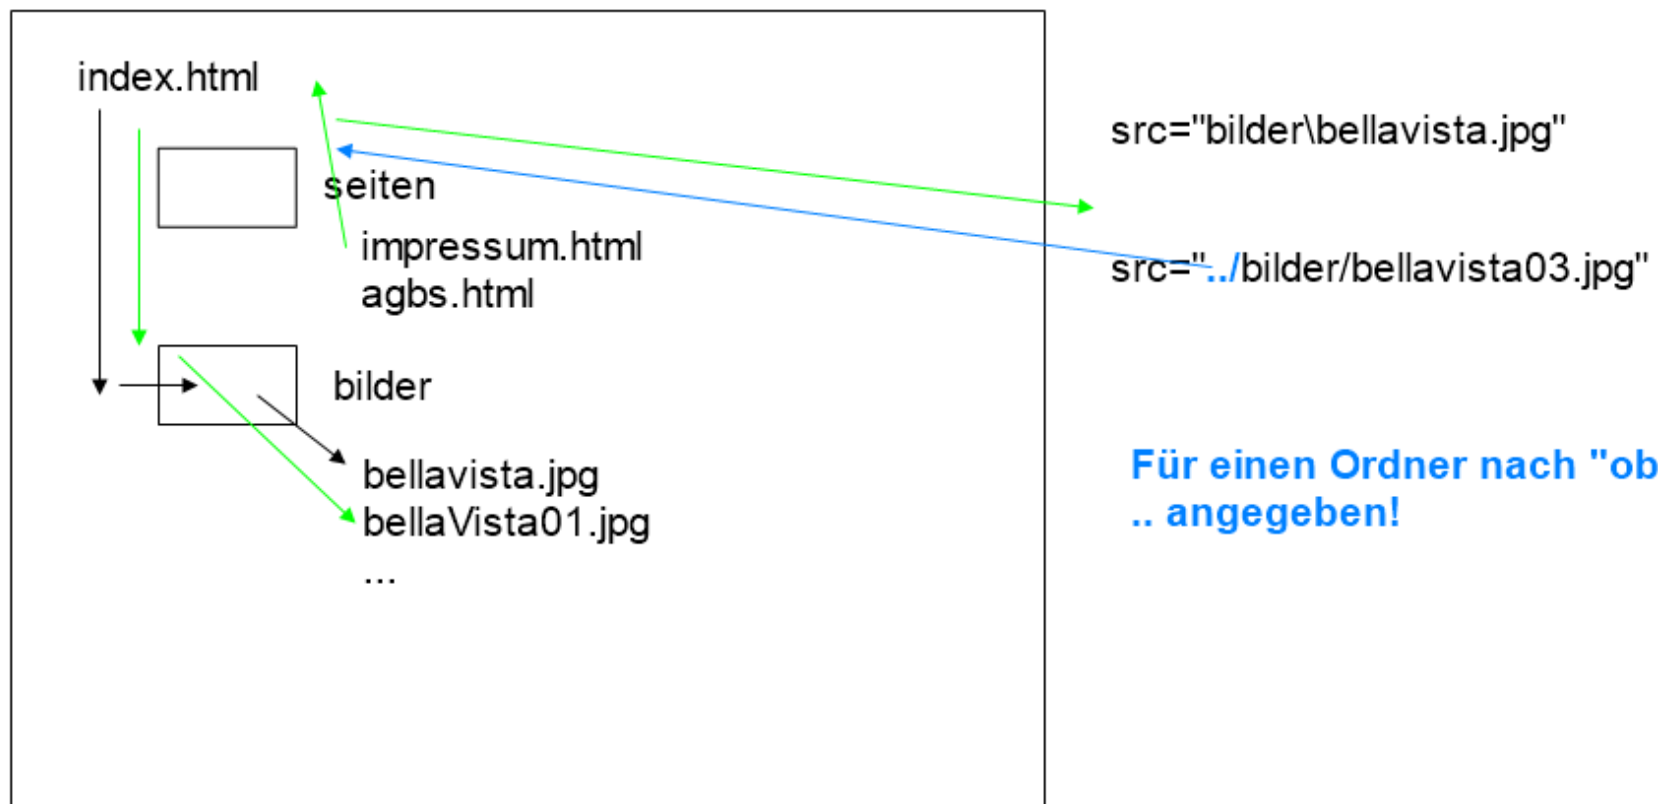 index.html
seiten
impressum.html
agbs.html
bilder
bellavista.jpg
bellaVista01.jpg
...
src="bilder\bellavista.jpg"
src="../bilder/bellavista03.jpg"
Für einen Ordner nach "ob
.. angegeben!